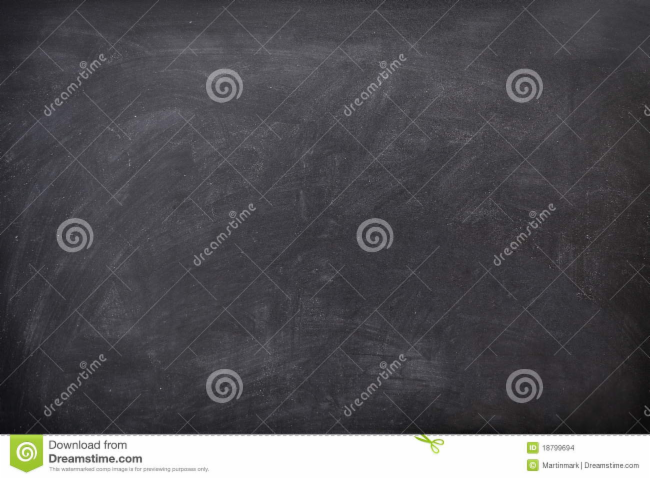 dreamstime
dreamstime
dreamstime
dreamstime
dreamstime
dreamstime
Download from
Dreamstime.com
This watermarked comp image is for previewing purposes only.
ID 18799694
© Martinmark | Dreamstime.com